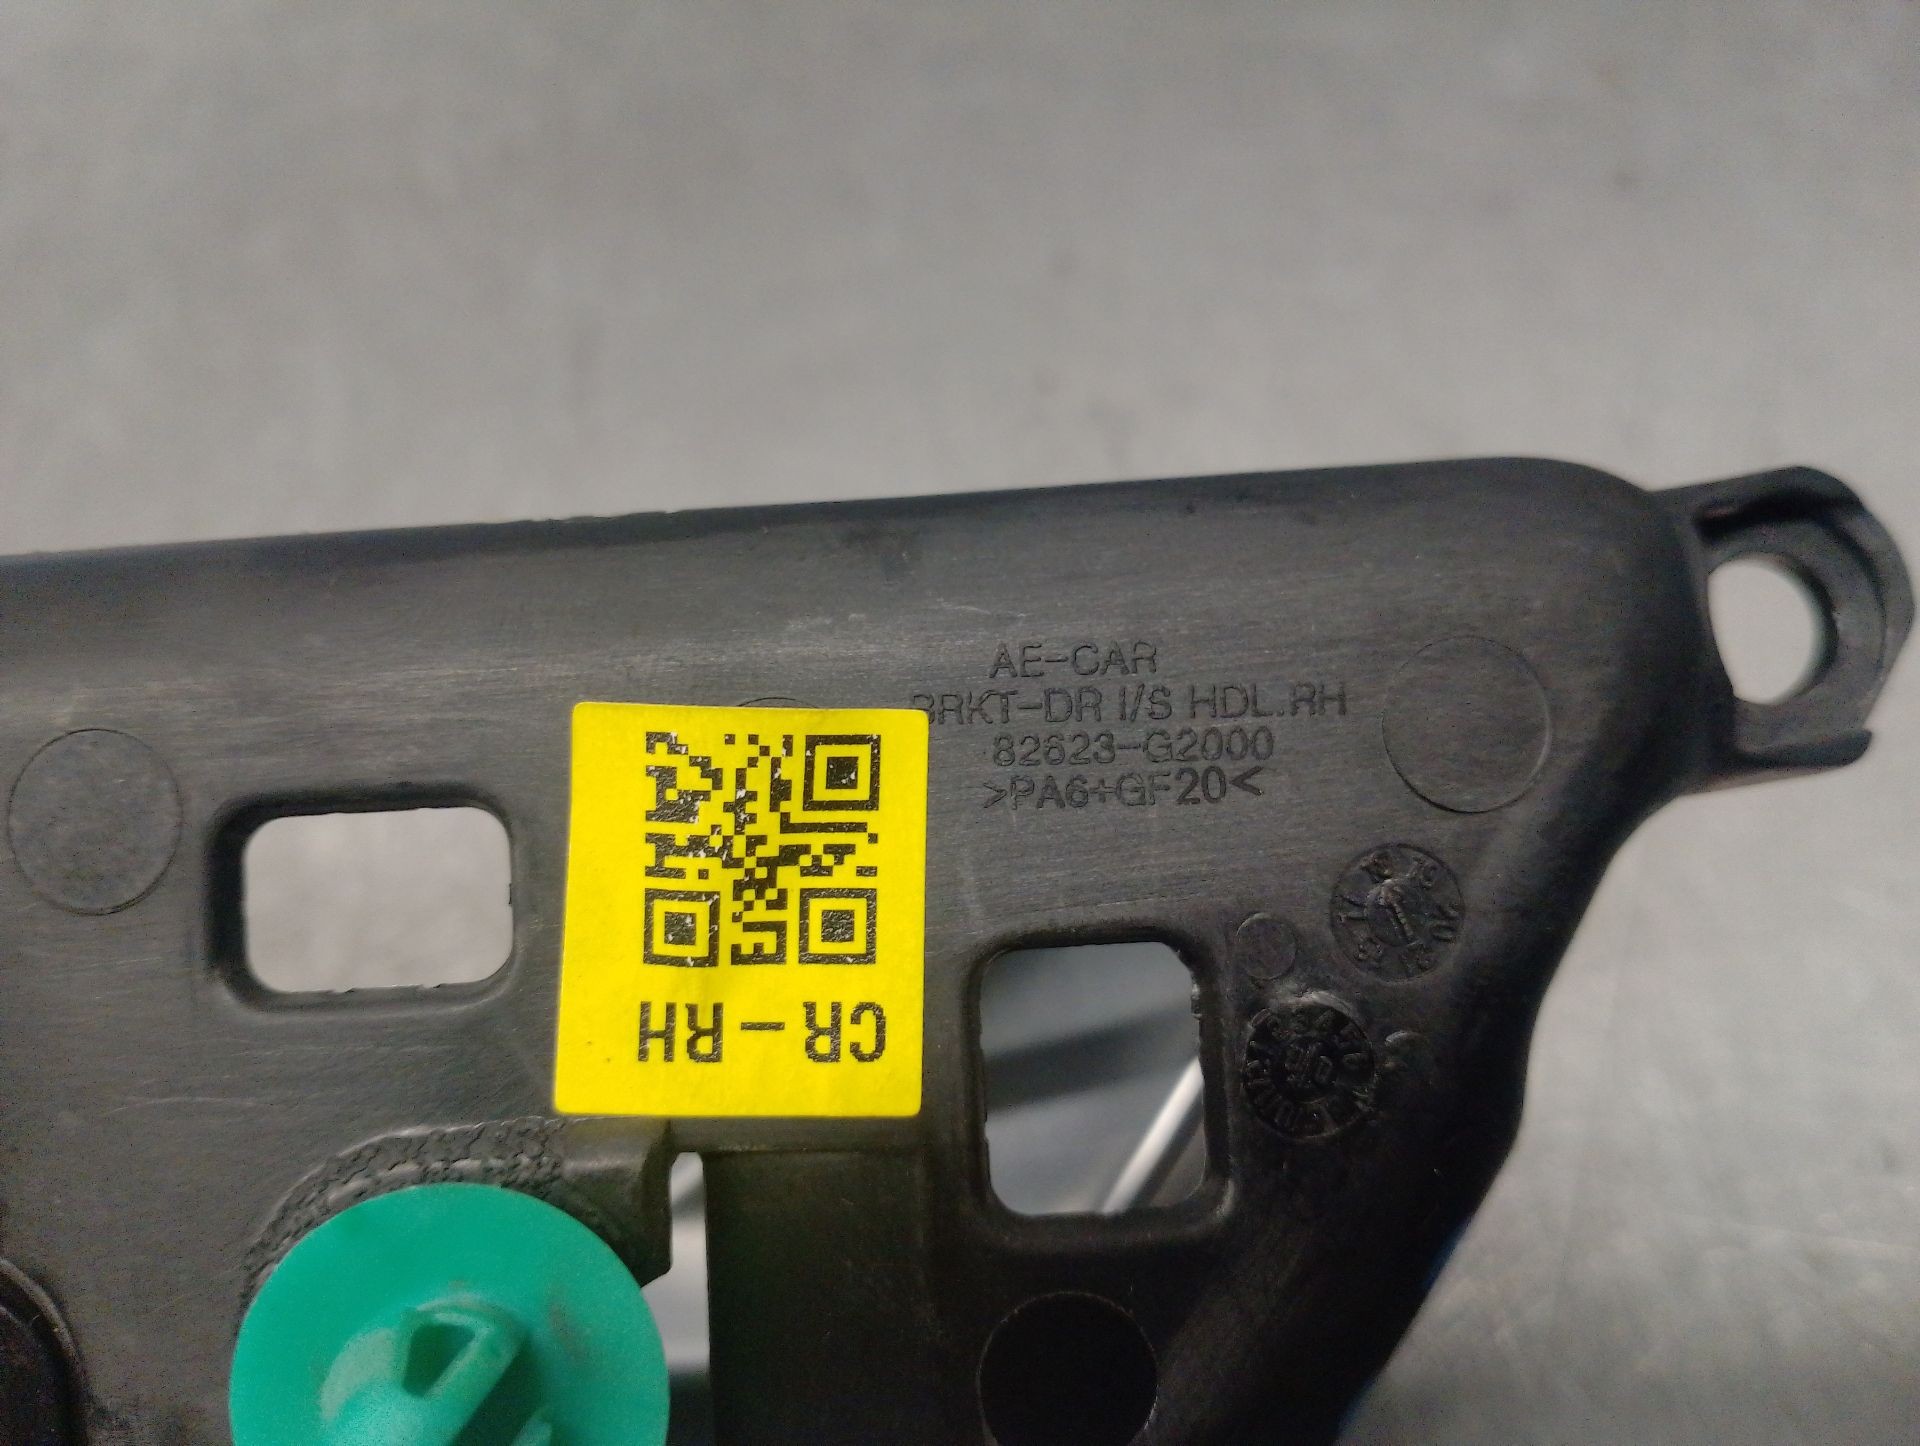 AE-CAR
BRKT-DR I/S HDL.RH
82623-G2000
>PA6+GF20<
CR-RH